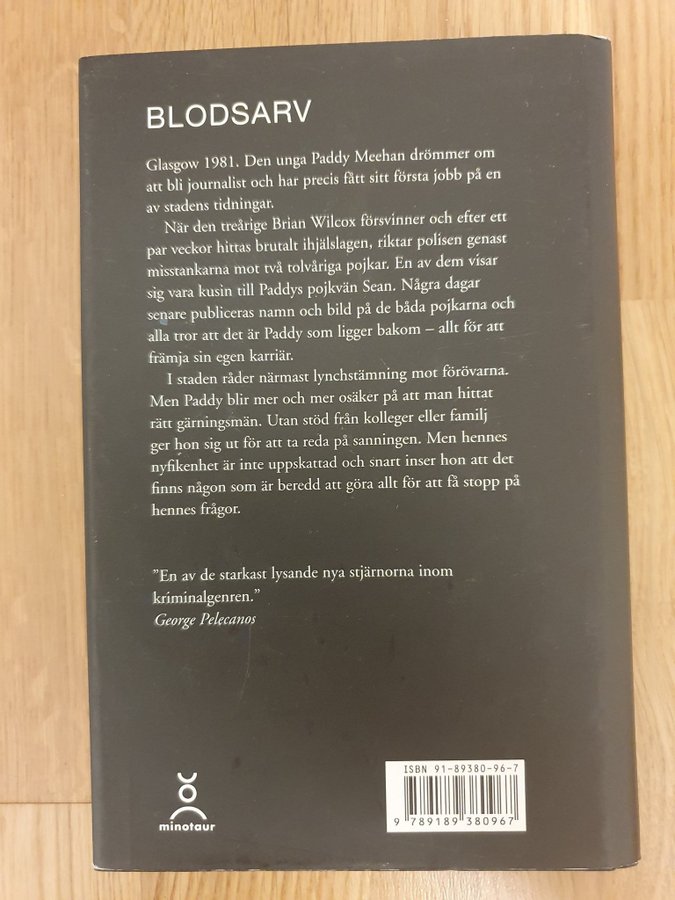 BLODSARV
Glasgow 1981. Den unga Paddy Meehan drömmer om
att bli journalist och har precis fått sitt första jobb på en
av stadens tidningar.
När den treårige Brian Wilcox försvinner och efter ett
par veckor hittas brutalt ihjälslagen, riktar polisen genast
misstankarna mot två tolvåriga pojkar. En av dem visar
sig vara kusin till Paddys pojkvän Sean. Några dagar
senare publiceras namn och bild på de båda pojkarna och
alla tror att det är Paddy som ligger bakom – allt för att
främja sin egen karriär.
I staden råder närmast lynchstämning mot förövarna.
Men Paddy blir mer och mer osäker på att man hittat
rätt gärningsmän. Utan stöd från kolleger eller familj
ger hon sig ut för att ta reda på sanningen. Men hennes
nyfikenhet är inte uppskattad och snart inser hon att det
finns någon som är beredd att göra allt för att få stopp på
hennes frågor.
”En av de starkast lysande nya stjärnorna inom
kriminalgenren.”
George Pelecanos
ISBN 91-89380-96-7
9 789189 380967
minotaur